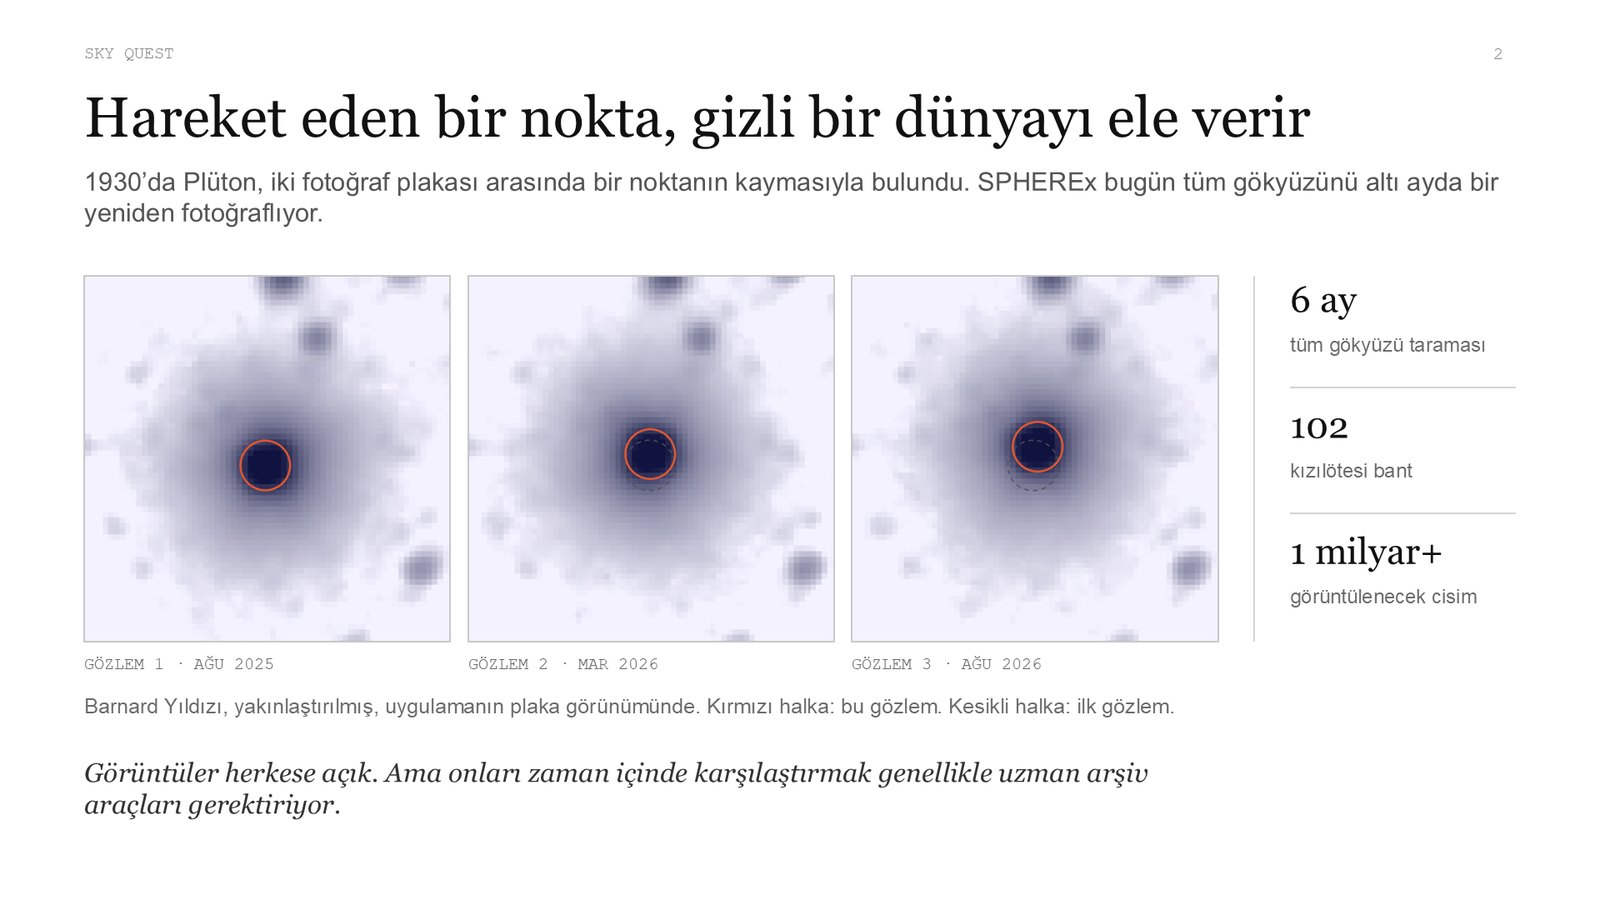 SKY QUEST
2
Hareket eden bir nokta, gizli bir dünyayı ele verir
1930’da Plüton, iki fotoğraf plakası arasında bir noktanın kaymasıyla bulundu. SPHEREx bugün tüm gökyüzünü altı ayda bir
yeniden fotoğraflıyor.
6 ay
tüm gökyüzü taraması
102
kızılötesi bant
1 milyar+
görüntülenecek cisim
GÖZLEM 1 · AĞU 2025
GÖZLEM 2 · MAR 2026
GÖZLEM 3 · AĞU 2026
Barnard Yıldızı, yakınlaştırılmış, uygulamanın plaka görünümünde. Kırmızı halka: bu gözlem. Kesikli halka: ilk gözlem.
Görüntüler herkese açık. Ama onları zaman içinde karşılaştırmak genellikle uzman arşiv
araçları gerektiriyor.